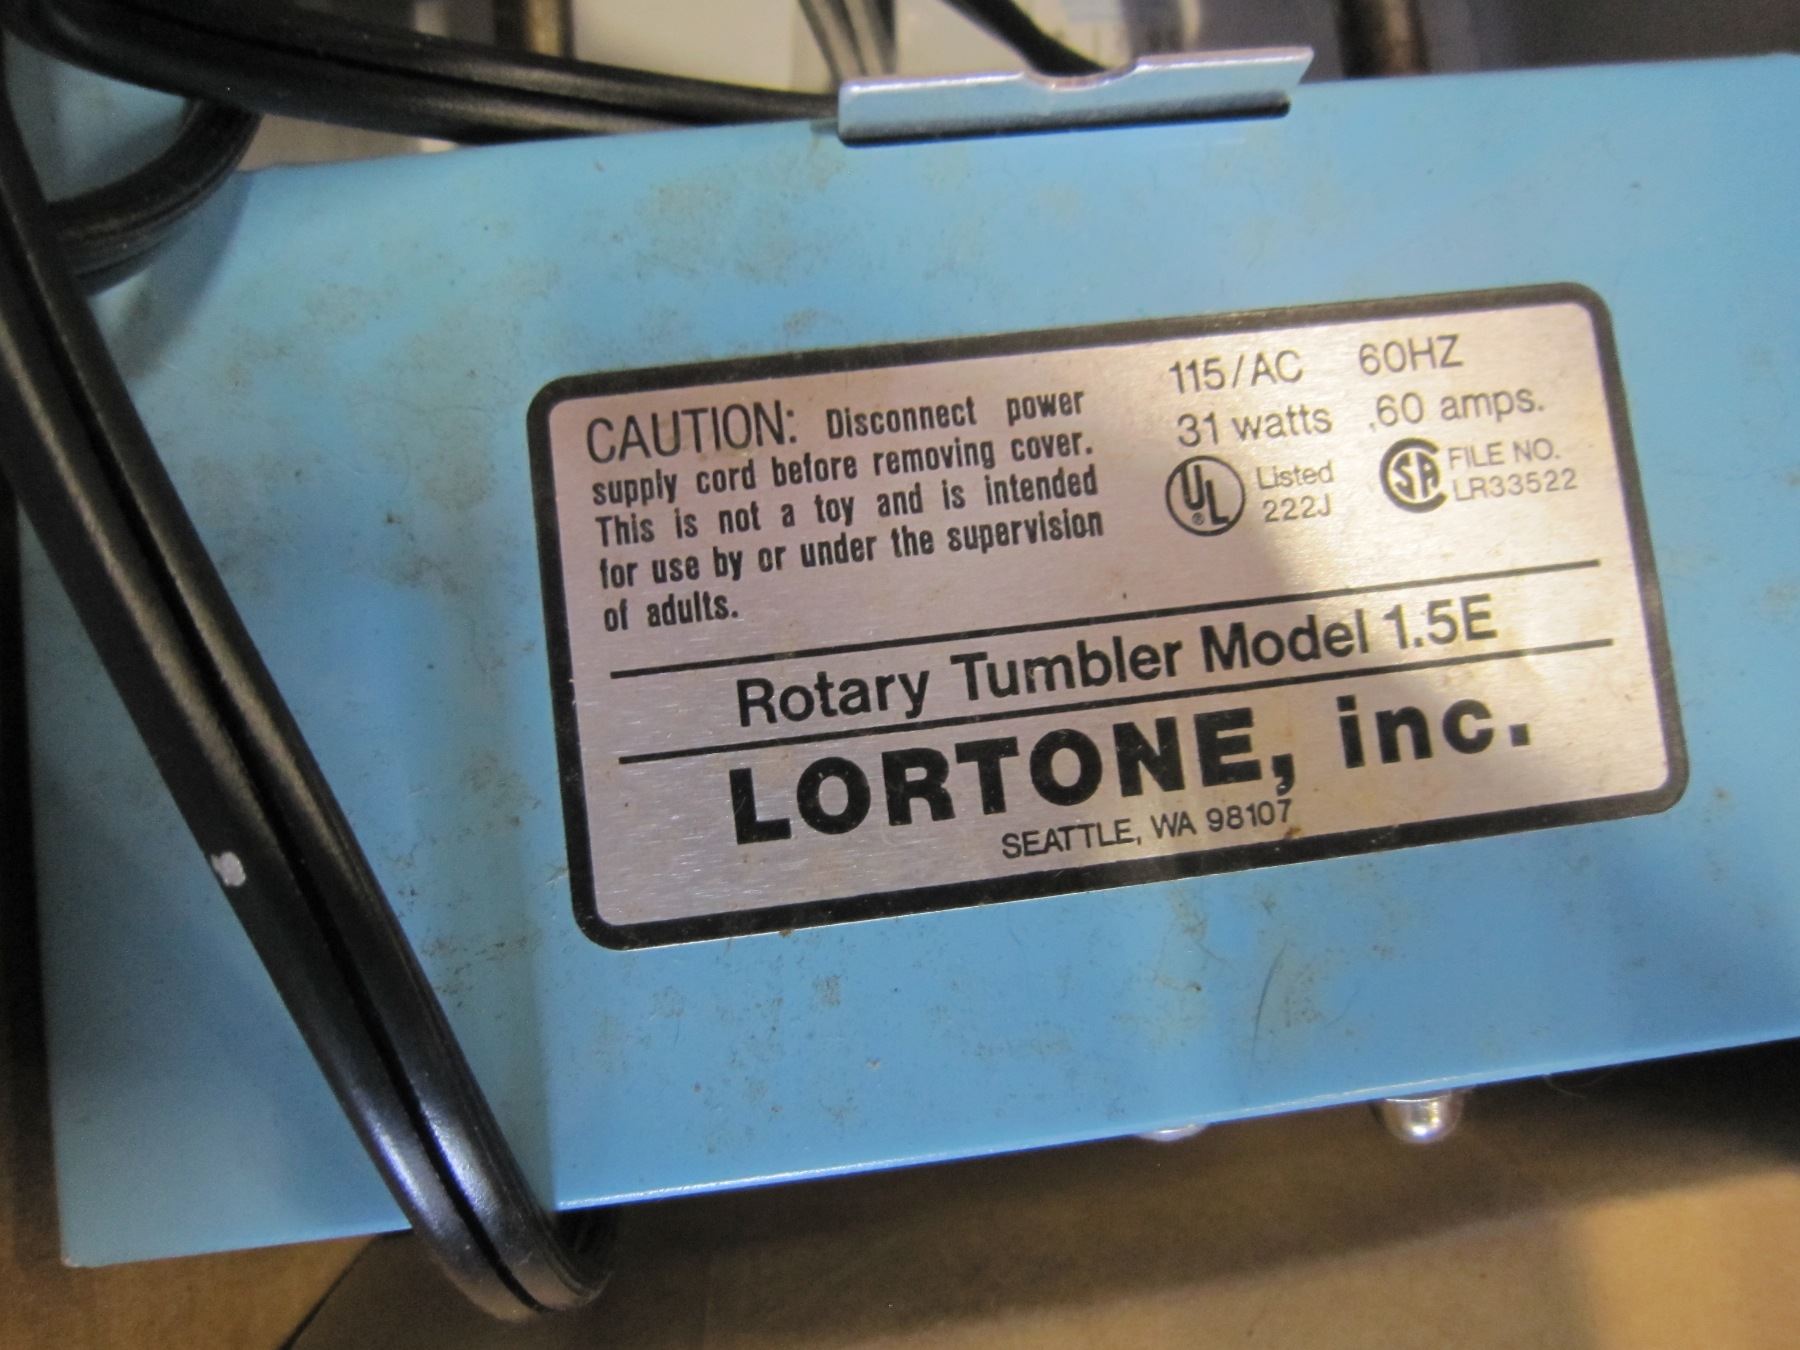 CAUTION: Disconnect power
supply cord before removing cover.
This is not a toy and is intended
for use by or under the supervision
of adults.
115/AC 60HZ
31 watts .60 amps.
UL ® Listed
222J
SA FILE NO.
LR33522
Rotary Tumbler Model 1.5E
LORTONE, inc.
SEATTLE, WA 98107